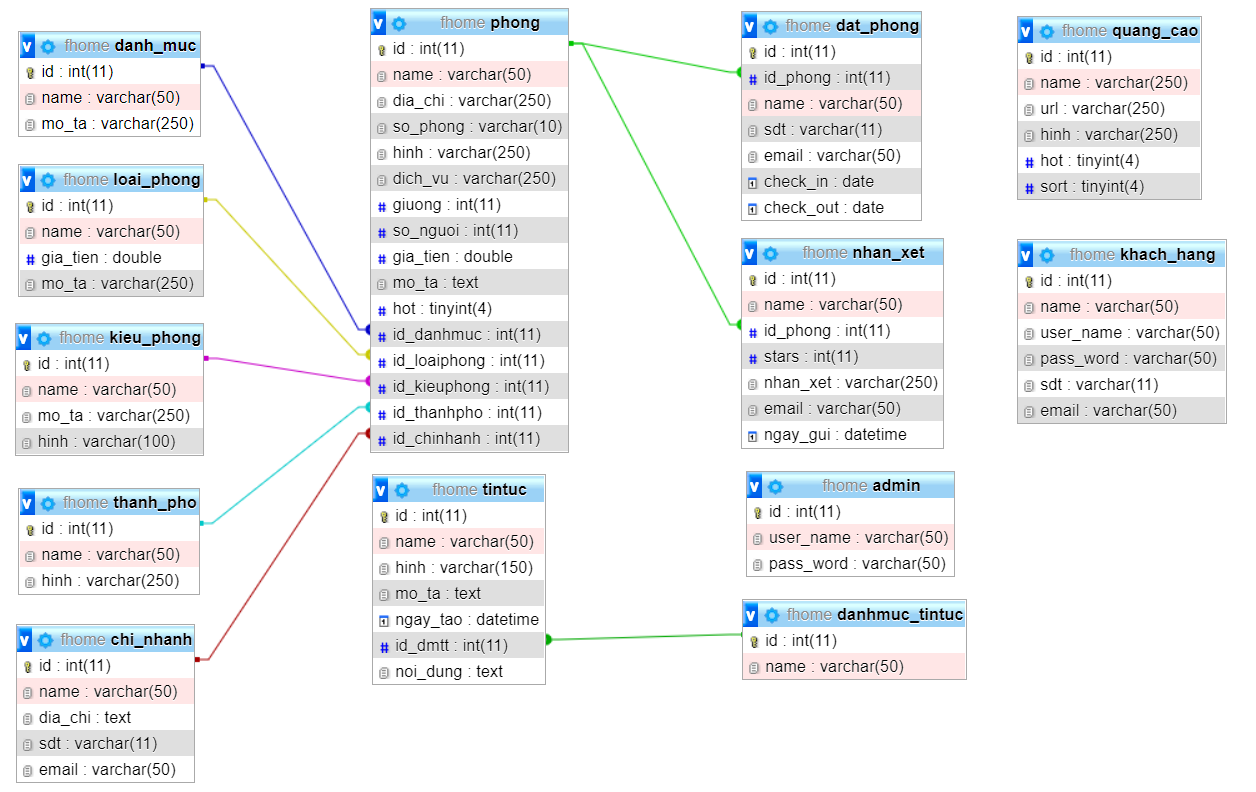 fhome danh_muc
id : int(11)
name : varchar(50)
mo_ta : varchar(250)
fhome loai_phong
id : int(11)
name : varchar(50)
gia_tien : double
mo_ta : varchar(250)
fhome kieu_phong
id : int(11)
name : varchar(50)
mo_ta : varchar(250)
hinh : varchar(100)
fhome thanh_pho
id : int(11)
name : varchar(50)
hinh : varchar(250)
fhome chi_nhanh
id : int(11)
name : varchar(50)
dia_chi : text
sdt : varchar(11)
email : varchar(50)
fhome phong
id : int(11)
name : varchar(50)
dia_chi : varchar(250)
so_phong : varchar(10)
hinh : varchar(250)
dich_vu : varchar(250)
giuong : int(11)
so_nguoi : int(11)
gia_tien : double
mo_ta : text
hot : tinyint(4)
id_danhmuc : int(11)
id_loaiphong : int(11)
id_kieuphong : int(11)
id_thanhpho : int(11)
id_chinhanh : int(11)
fhome tintuc
id : int(11)
name : varchar(50)
hinh : varchar(150)
mo_ta : text
ngay_tao : datetime
id_dmtt : int(11)
noi_dung : text
fhome dat_phong
id : int(11)
id_phong : int(11)
name : varchar(50)
sdt : varchar(11)
email : varchar(50)
check_in : date
check_out : date
fhome nhan_xet
id : int(11)
name : varchar(50)
id_phong : int(11)
stars : int(11)
nhan_xet : varchar(250)
email : varchar(50)
ngay_gui : datetime
fhome admin
id : int(11)
user_name : varchar(50)
pass_word : varchar(50)
fhome danhmuc_tintuc
id : int(11)
name : varchar(50)
fhome quang_cao
id : int(11)
name : varchar(250)
url : varchar(250)
hinh : varchar(250)
hot : tinyint(4)
sort : tinyint(4)
fhome khach_hang
id : int(11)
name : varchar(50)
user_name : varchar(50)
pass_word : varchar(50)
sdt : varchar(11)
email : varchar(50)